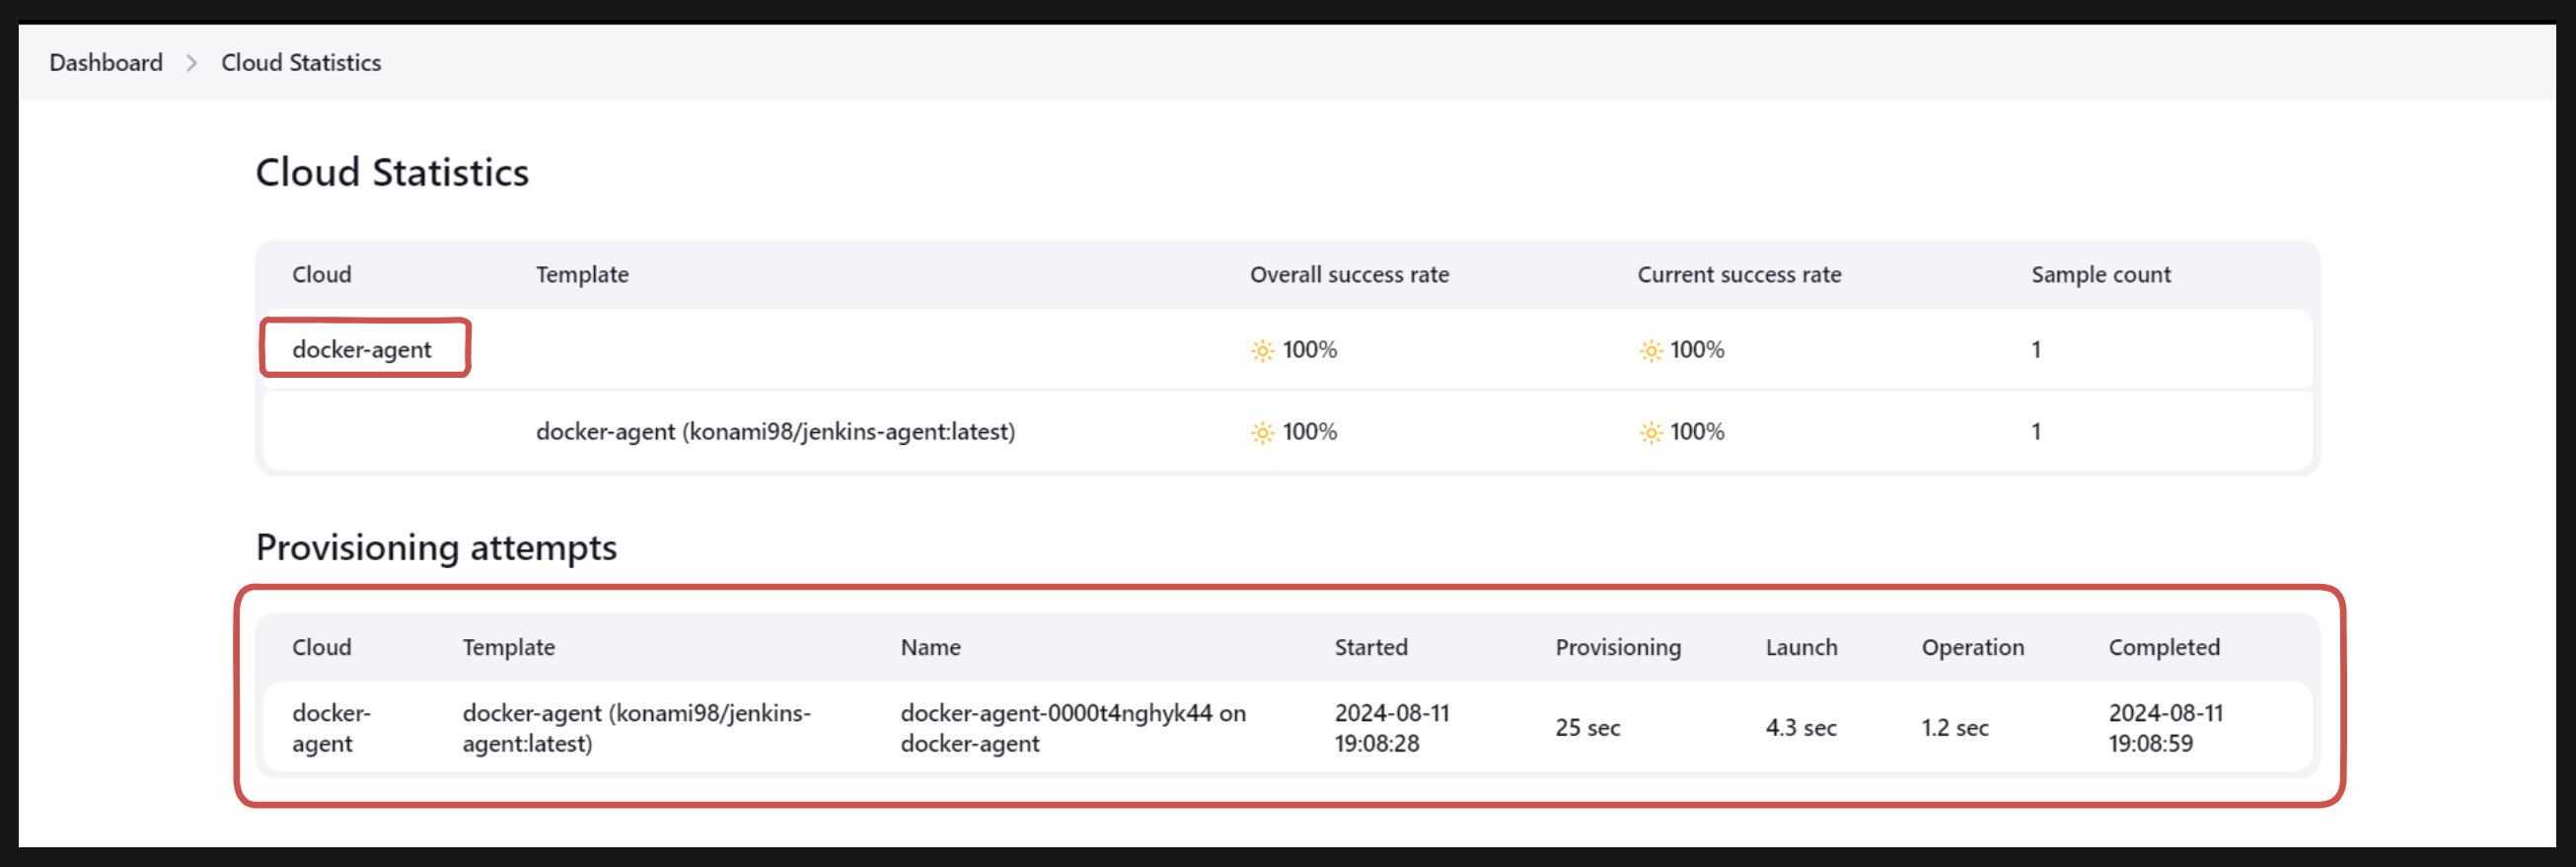 Dashboard > Cloud Statistics
Cloud Statistics
Cloud Template Overall success rate Current success rate Sample count
docker-agent 100% 100% 1
docker-agent (konami98/jenkins-agent:latest) 100% 100% 1
Provisioning attempts
Cloud Template Name Started Provisioning Launch Operation Completed
docker- docker-agent (konami98/jenkins- docker-agent-0000t4nghyk44 on 2024-08-11 25 sec 4.3 sec 1.2 sec 2024-08-11
agent agent:latest) docker-agent 19:08:28 19:08:59